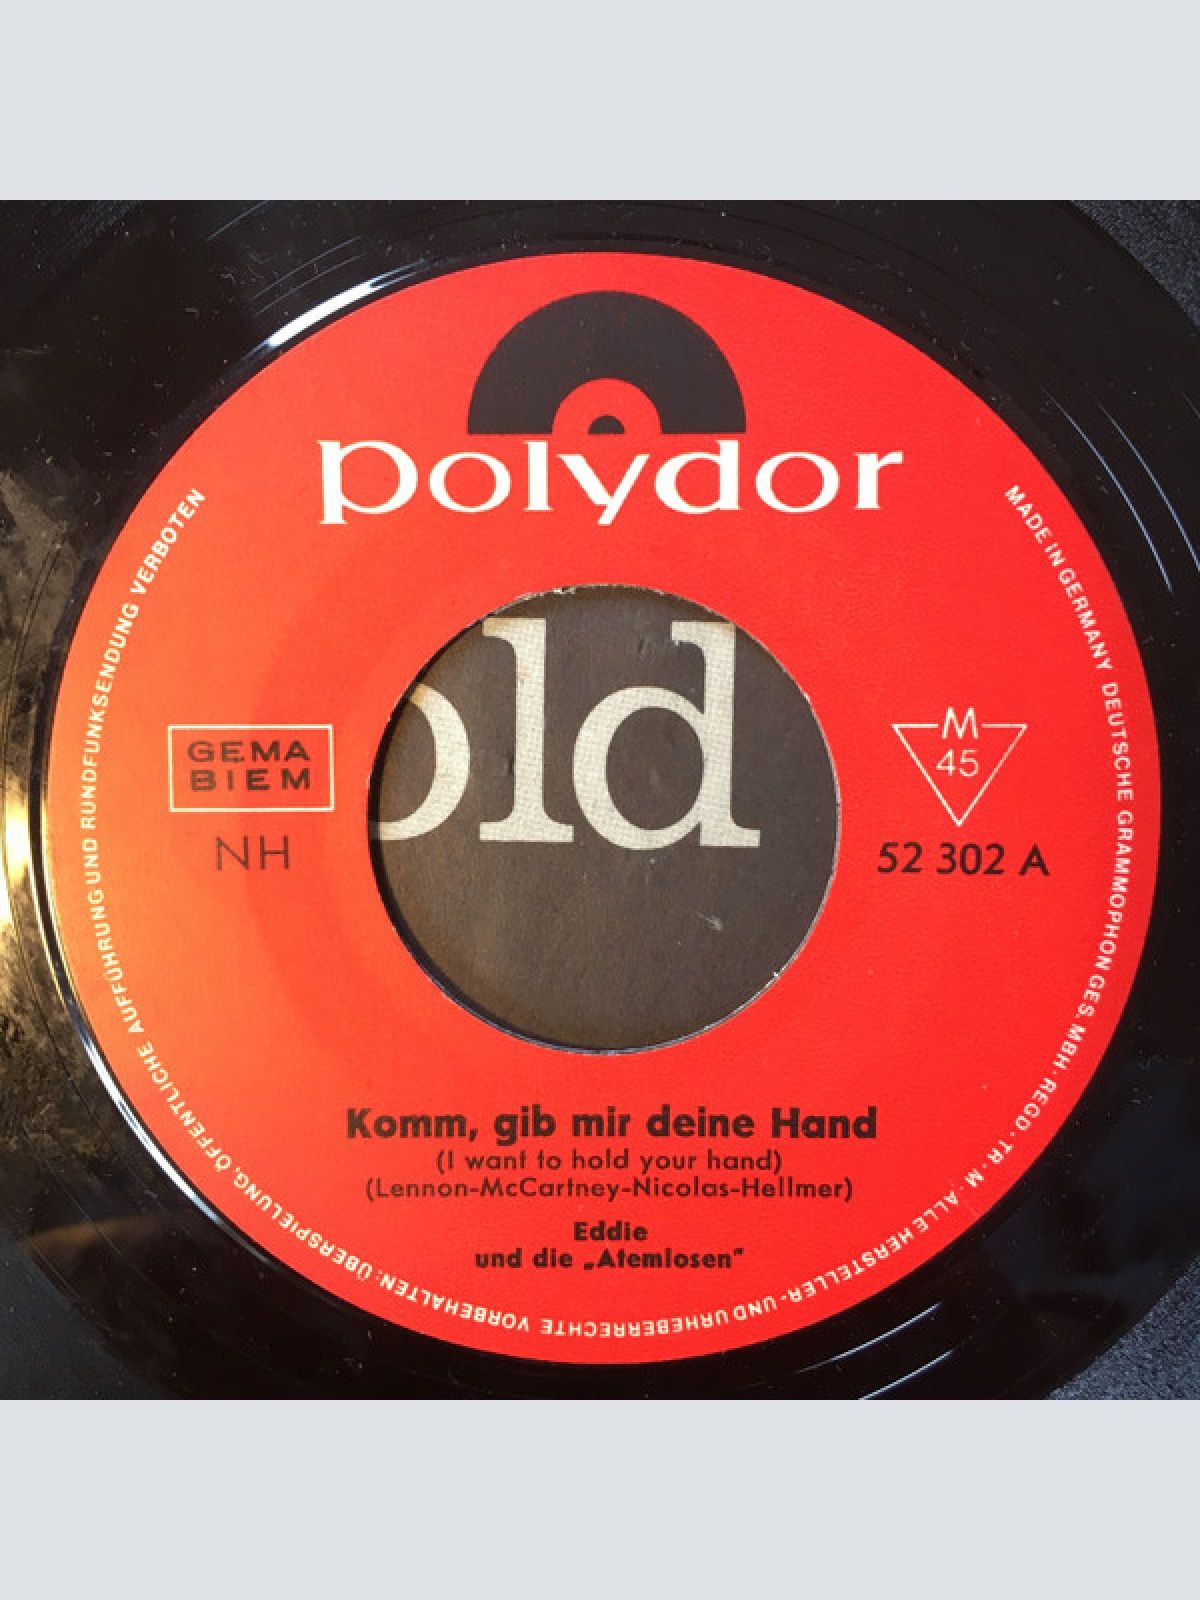 polydor
MADE IN GERMANY DEUTSCHE GRAMMOPHON GES. MBH · REGD · TR · M · ALLE HERSTELLER- UND URHEBERRECHTE VORBEHALTEN: ÜBERSPIELUNG, ÖFFENTLICHE AUFFÜHRUNG UND RUNDFUNKSENDUNG VERBOTEN
old
GEMA
BIEM
NH
M
45
52 302 A
Komm, gib mir deine Hand
(I want to hold your hand)
(Lennon-McCartney-Nicolas-Hellmer)
Eddie
und die „Atemlosen"